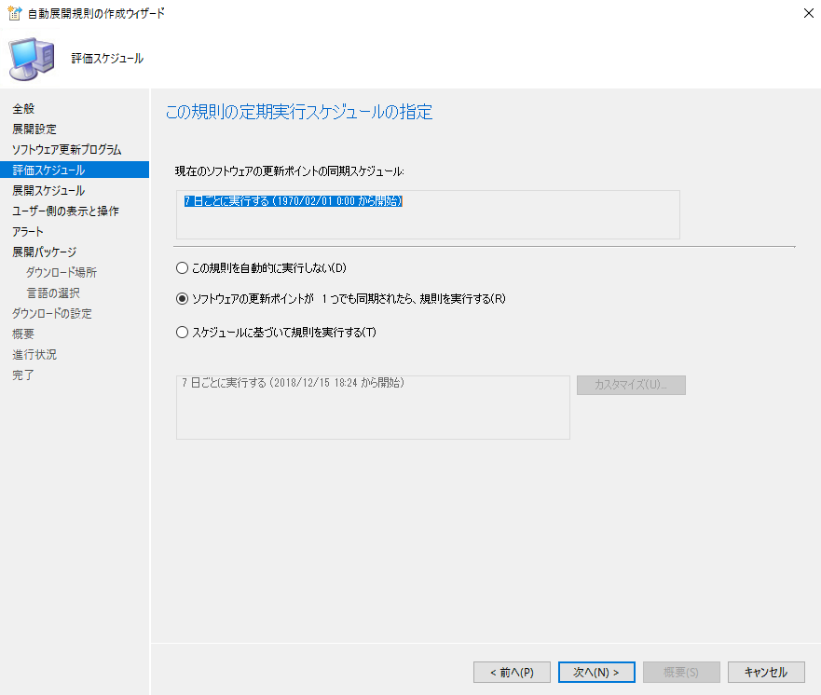 自動展開規則の作成ウィザード
評価スケジュール
全般
展開設定
ソフトウェア更新プログラム
評価スケジュール
展開スケジュール
ユーザー側の表示と操作
アラート
展開パッケージ
ダウンロード場所
言語の選択
ダウンロードの設定
概要
進行状況
完了
この規則の定期実行スケジュールの指定
現在のソフトウェアの更新ポイントの同期スケジュール:
7 日ごとに実行する (1970/02/01 0:00 から開始)
この規則を自動的に実行しない(D)
ソフトウェアの更新ポイントが 1 つでも同期されたら、規則を実行する(R)
スケジュールに基づいて規則を実行する(T)
7 日ごとに実行する (2018/12/15 18:24 から開始)
カスタマイズ(U)...
< 前へ(P)
次へ(N) >
概要(S)
キャンセル